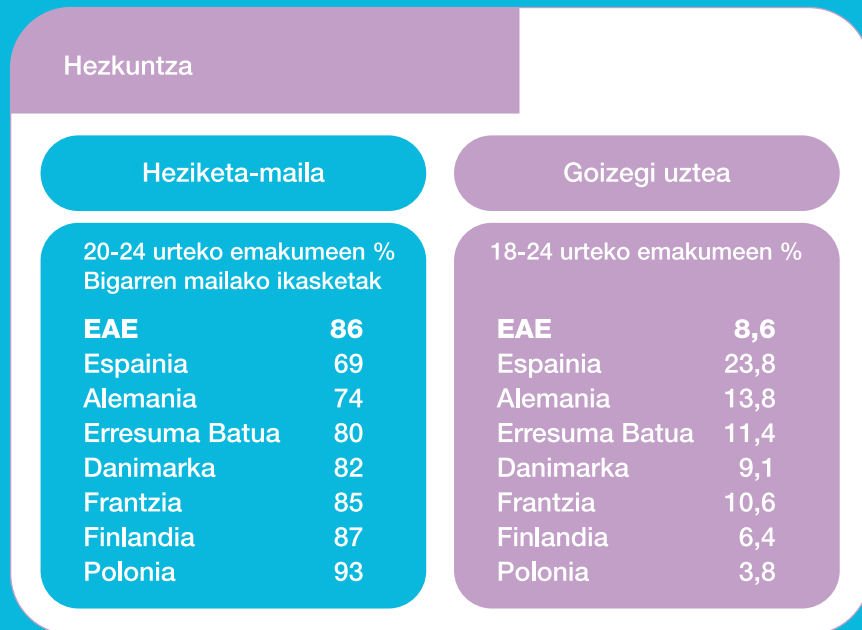 Hezkuntza
Heziketa-maila
20-24 urteko emakumeen %
Bigarren mailako ikasketak
EAE 86
Espainia 69
Alemania 74
Erresuma Batua 80
Danimarka 82
Frantzia 85
Finlandia 87
Polonia 93
Goizegi uztea
18-24 urteko emakumeen %
EAE 8,6
Espainia 23,8
Alemania 13,8
Erresuma Batua 11,4
Danimarka 9,1
Frantzia 10,6
Finlandia 6,4
Polonia 3,8